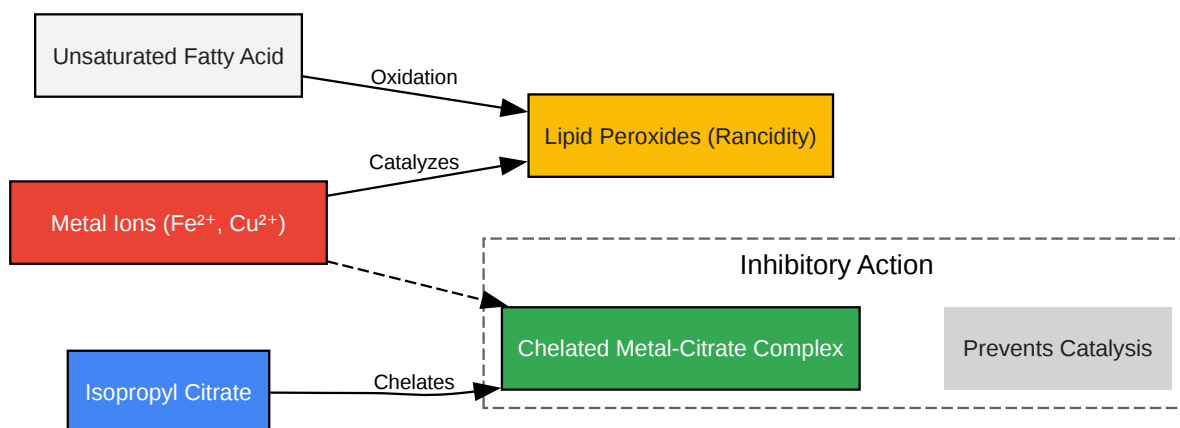 Unsaturated Fatty Acid
Oxidation
Lipid Peroxides (Rancidity)
Catalyzes
Metal Ions (Fe²⁺, Cu²⁺)
Inhibitory Action
Chelated Metal-Citrate Complex
Prevents Catalysis
Isopropyl Citrate
Chelates